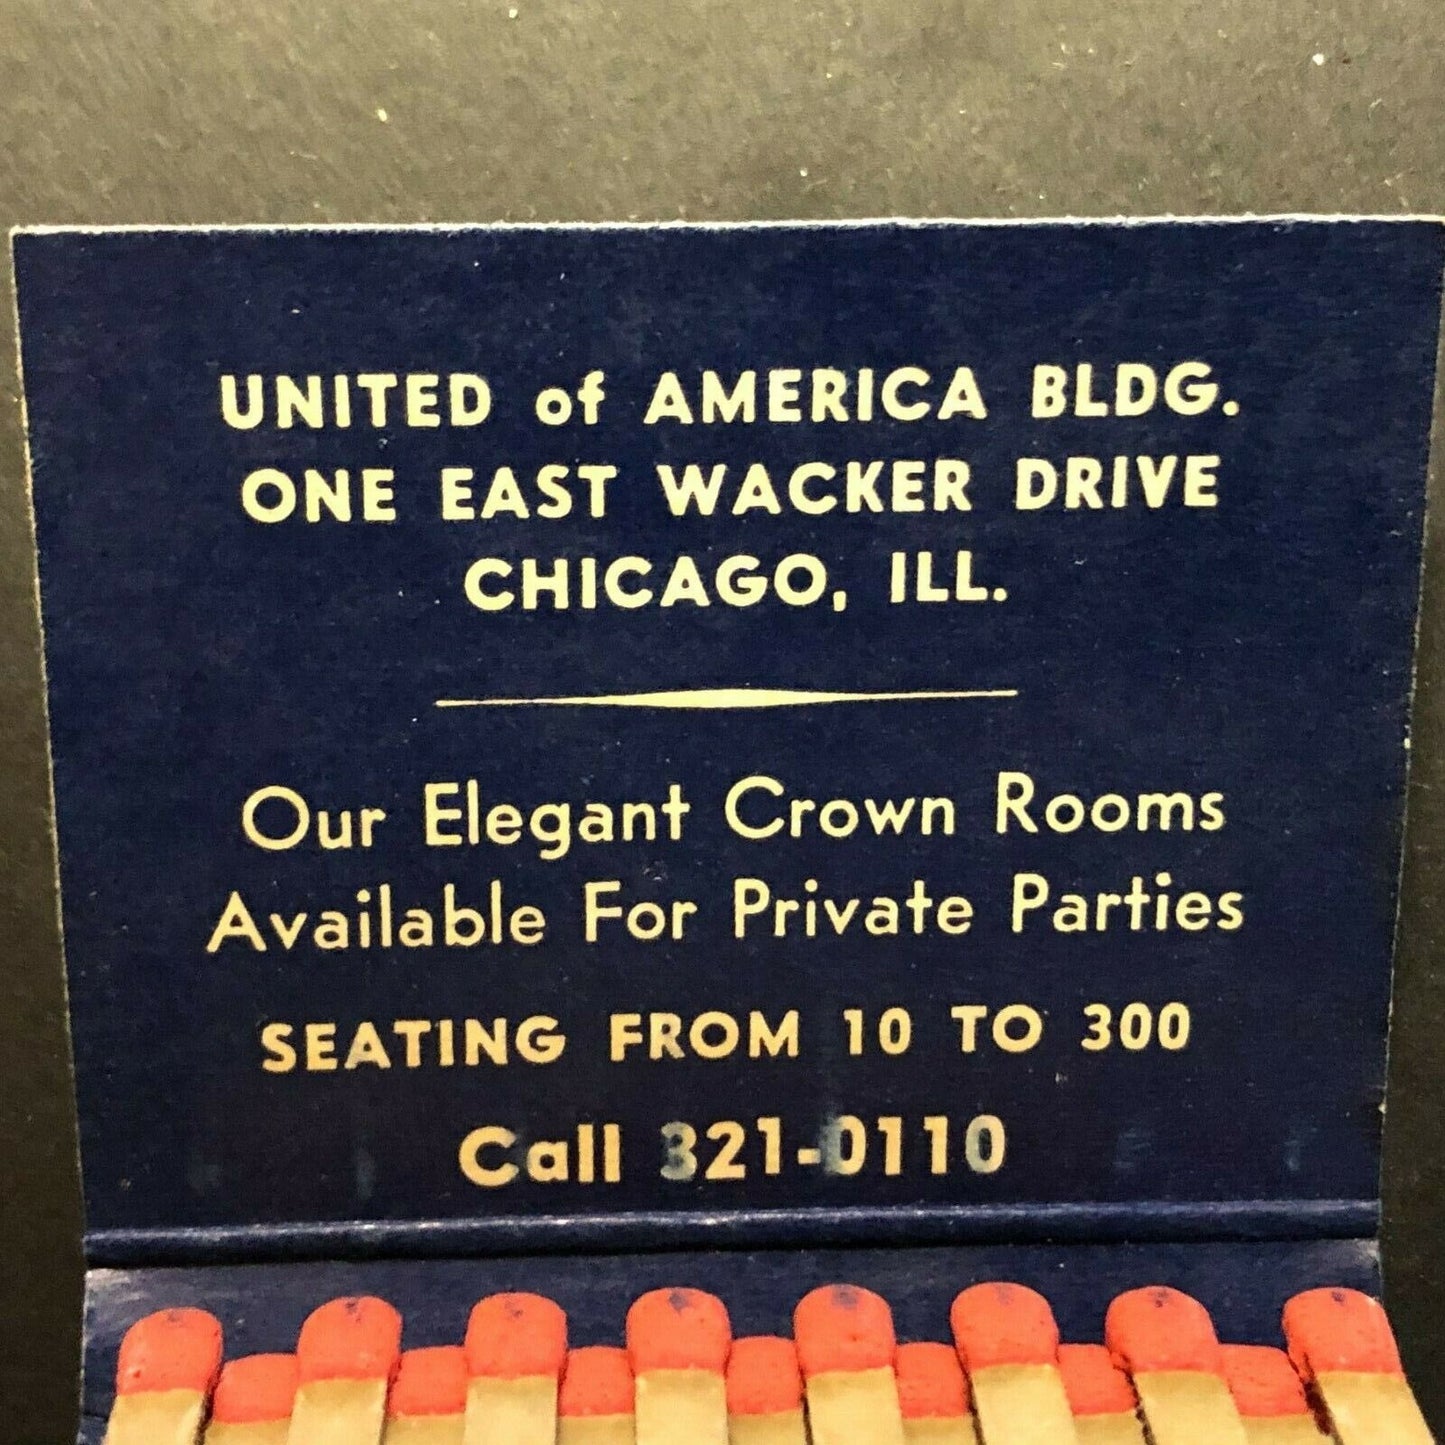 UNITED of AMERICA BLDG.
ONE EAST WACKER DRIVE
CHICAGO, ILL.
Our Elegant Crown Rooms
Available For Private Parties
SEATING FROM 10 TO 300
Call 321-0110